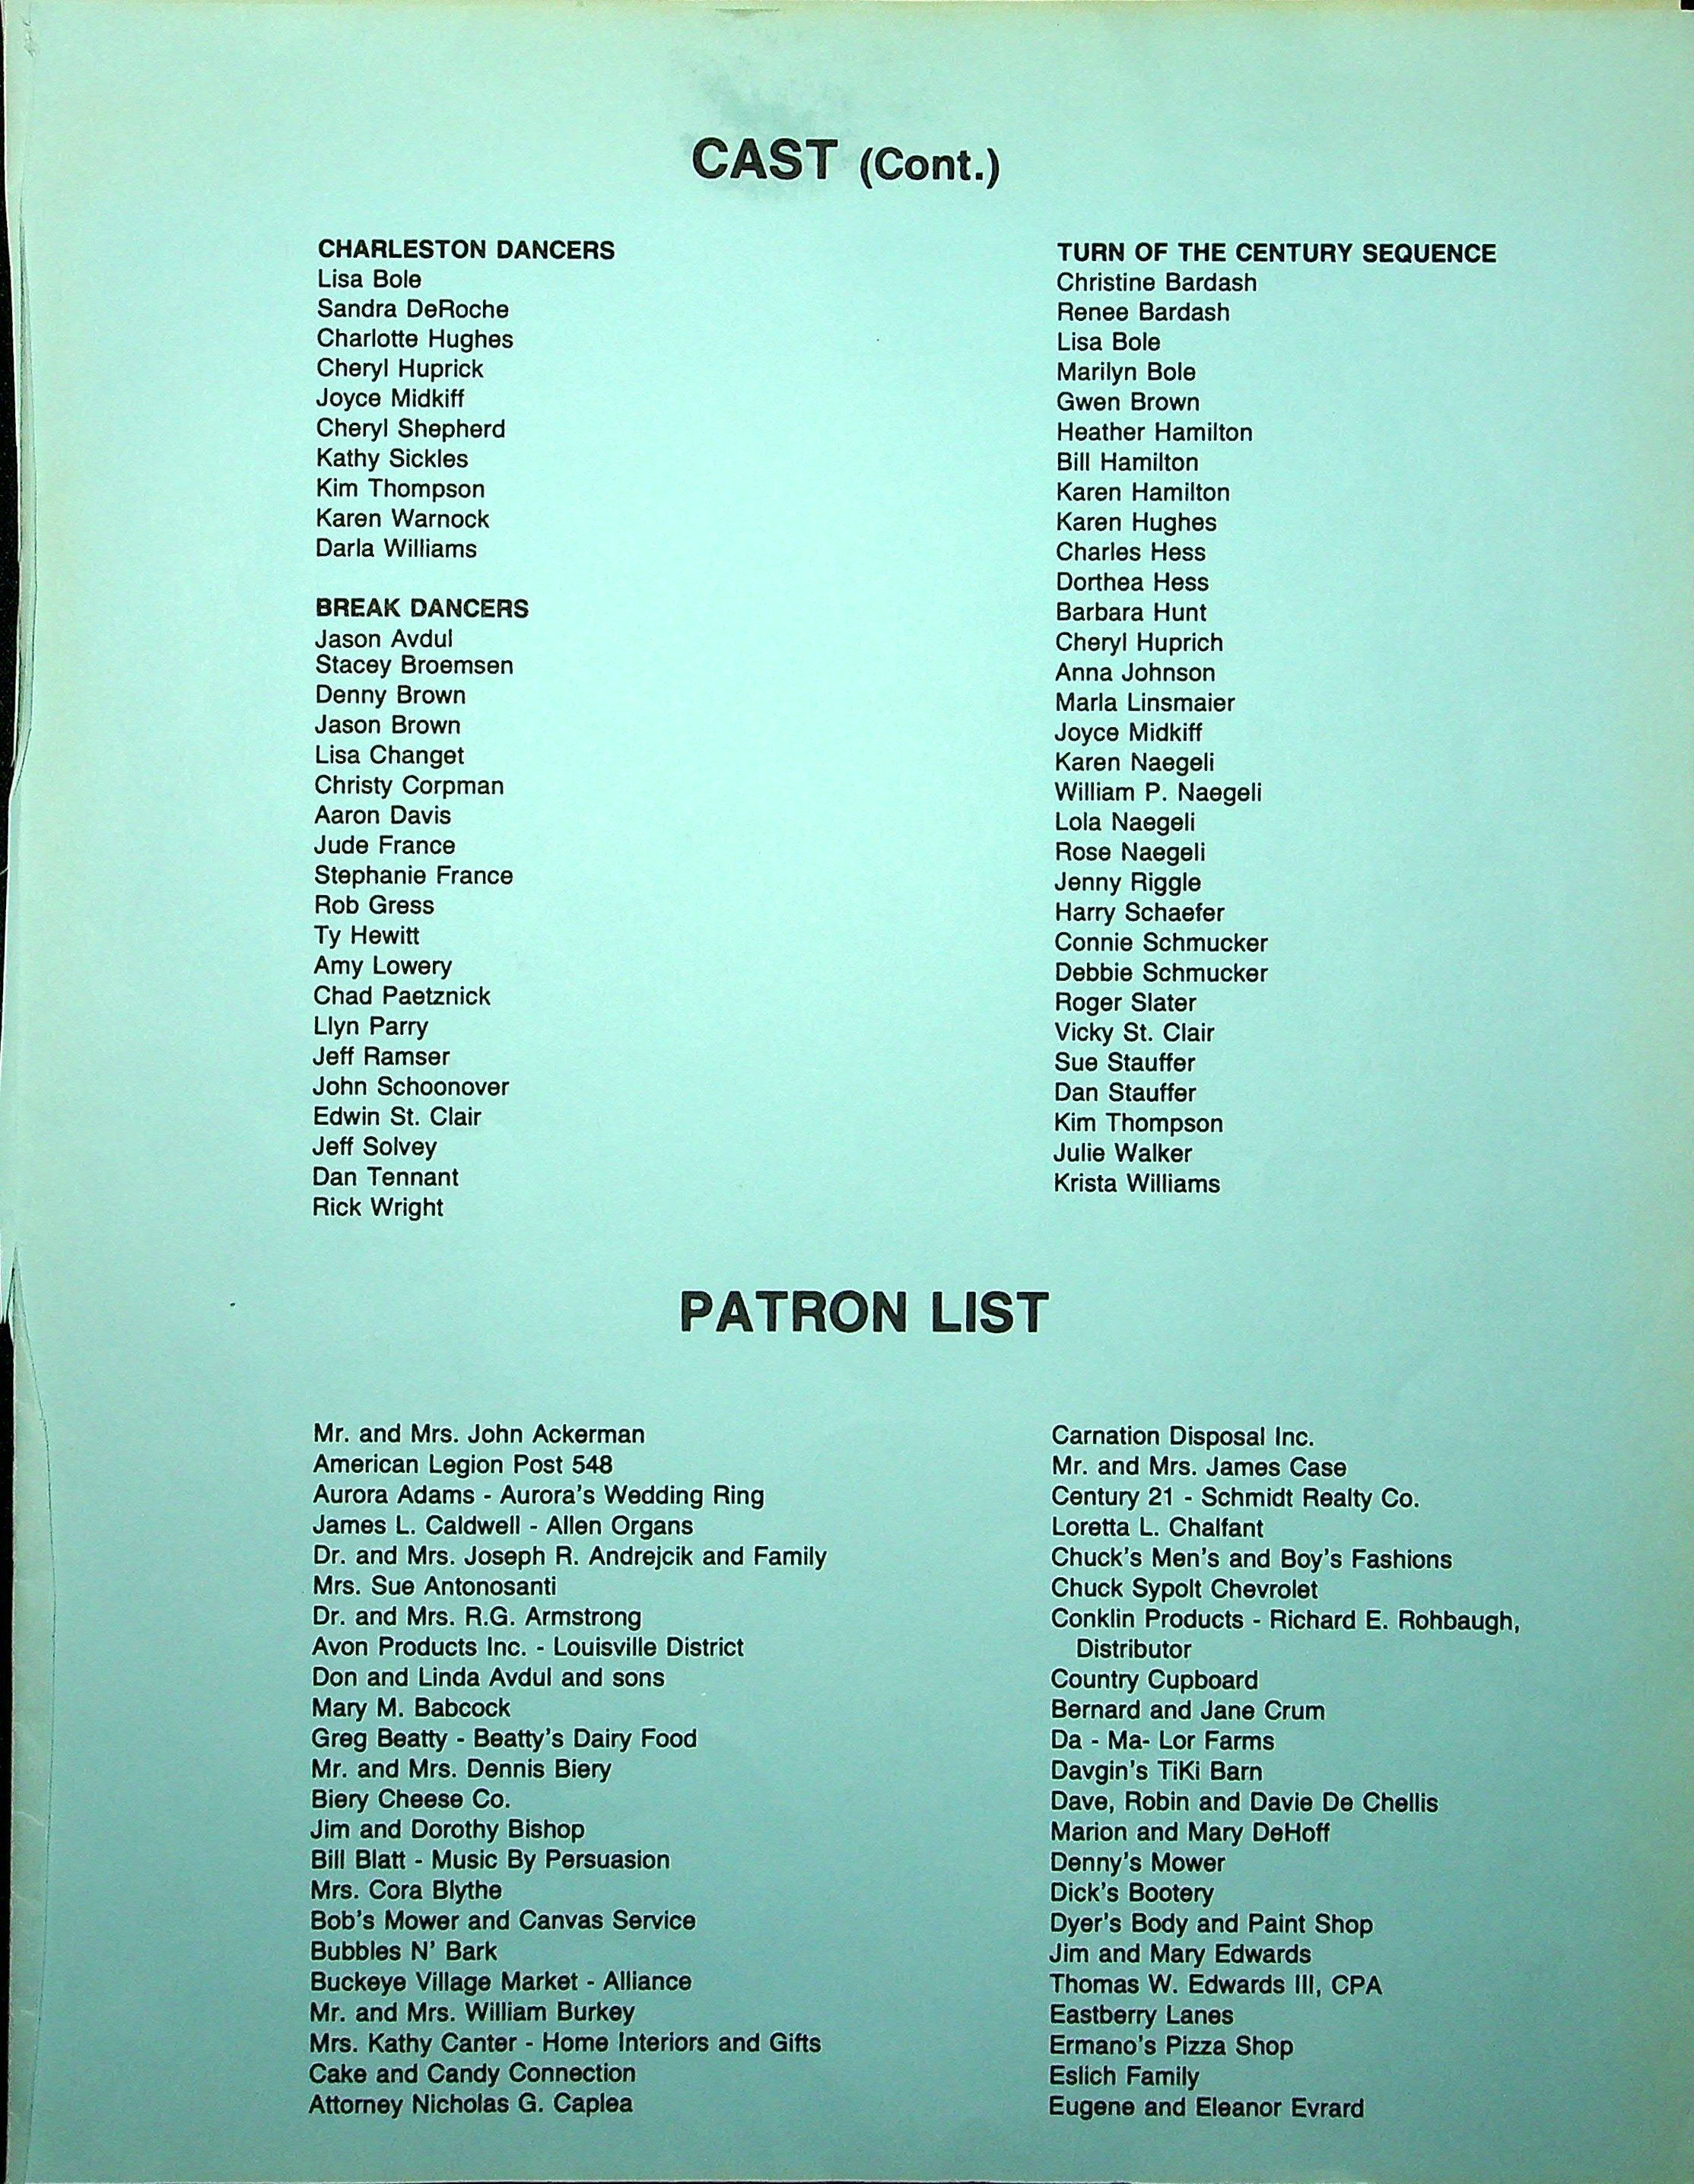 CAST (Cont.)
CHARLESTON DANCERS
Lisa Bole
Sandra DeRoche
Charlotte Hughes
Cheryl Huprick
Joyce Midkiff
Cheryl Shepherd
Kathy Sickles
Kim Thompson
Karen Warnock
Darla Williams
BREAK DANCERS
Jason Avdul
Stacey Broemsen
Denny Brown
Jason Brown
Lisa Changet
Christy Corpman
Aaron Davis
Jude France
Stephanie France
Rob Gress
Ty Hewitt
Amy Lowery
Chad Paetznick
Llyn Parry
Jeff Ramser
John Schoonover
Edwin St. Clair
Jeff Solvey
Dan Tennant
Rick Wright
TURN OF THE CENTURY SEQUENCE
Christine Bardash
Renee Bardash
Lisa Bole
Marilyn Bole
Gwen Brown
Heather Hamilton
Bill Hamilton
Karen Hamilton
Karen Hughes
Charles Hess
Dorthea Hess
Barbara Hunt
Cheryl Huprich
Anna Johnson
Marla Linsmaier
Joyce Midkiff
Karen Naegeli
William P. Naegeli
Lola Naegeli
Rose Naegeli
Jenny Riggle
Harry Schaefer
Connie Schmucker
Debbie Schmucker
Roger Slater
Vicky St. Clair
Sue Stauffer
Dan Stauffer
Kim Thompson
Julie Walker
Krista Williams
PATRON LIST
Mr. and Mrs. John Ackerman
American Legion Post 548
Aurora Adams - Aurora's Wedding Ring
James L. Caldwell - Allen Organs
Dr. and Mrs. Joseph R. Andrejcik and Family
Mrs. Sue Antonosanti
Dr. and Mrs. R.G. Armstrong
Avon Products Inc. - Louisville District
Don and Linda Avdul and sons
Mary M. Babcock
Greg Beatty - Beatty's Dairy Food
Mr. and Mrs. Dennis Biery
Biery Cheese Co.
Jim and Dorothy Bishop
Bill Blatt - Music By Persuasion
Mrs. Cora Blythe
Bob's Mower and Canvas Service
Bubbles N' Bark
Buckeye Village Market - Alliance
Mr. and Mrs. William Burkey
Mrs. Kathy Canter - Home Interiors and Gifts
Cake and Candy Connection
Attorney Nicholas G. Caplea
Carnation Disposal Inc.
Mr. and Mrs. James Case
Century 21 - Schmidt Realty Co.
Loretta L. Chalfant
Chuck's Men's and Boy's Fashions
Chuck Sypolt Chevrolet
Conklin Products - Richard E. Rohbaugh,
Distributor
Country Cupboard
Bernard and Jane Crum
Da - Ma- Lor Farms
Davgin's TiKi Barn
Dave, Robin and Davie De Chellis
Marion and Mary DeHoff
Denny's Mower
Dick's Bootery
Dyer's Body and Paint Shop
Jim and Mary Edwards
Thomas W. Edwards III, CPA
Eastberry Lanes
Ermano's Pizza Shop
Eslich Family
Eugene and Eleanor Evrard